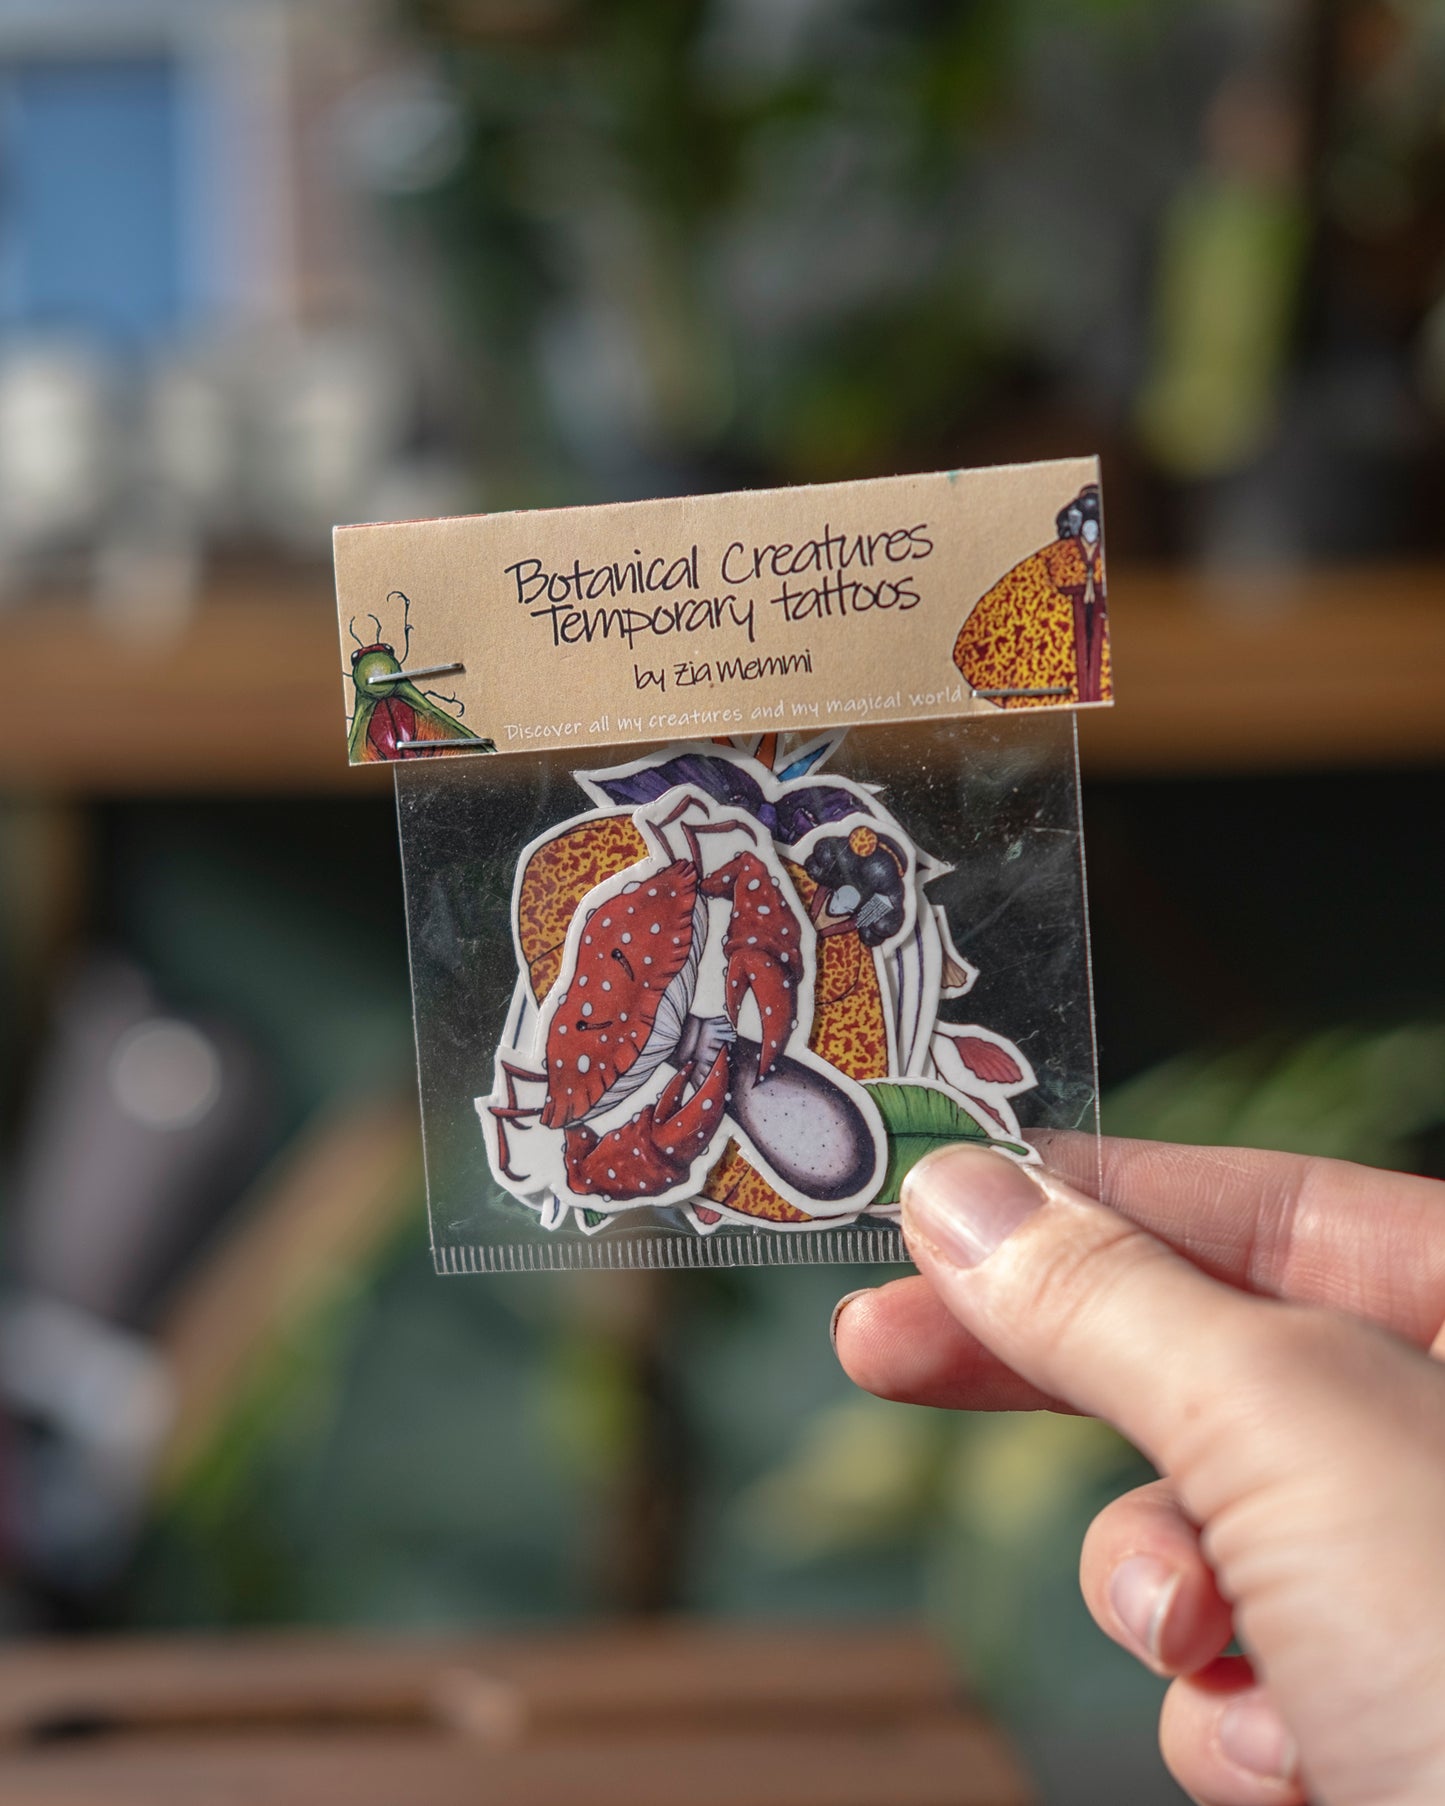 Botanical Creatures
Temporary tattoos
by Zia Memmi
Discover all my creatures and my magical world